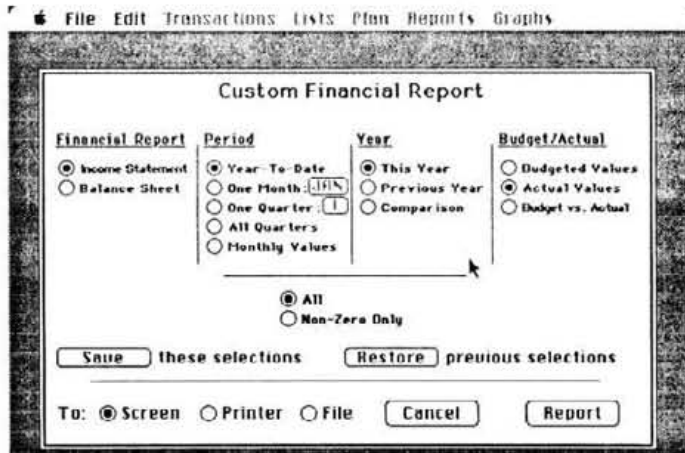 File Edit Transactions Lists Plan Reports Graphs
Custom Financial Report
Financial Report Period Year Budget/Actual
Income Statement Year-To-Date This Year Budgeted Values
Balance Sheet One Month: JAN Previous Year Actual Values
One Quarter: 1 Comparison Budget vs. Actual
All Quarters
Monthly Values
All
Non-Zero Only
Save these selections Restore previous selections
To: Screen Printer File Cancel Report